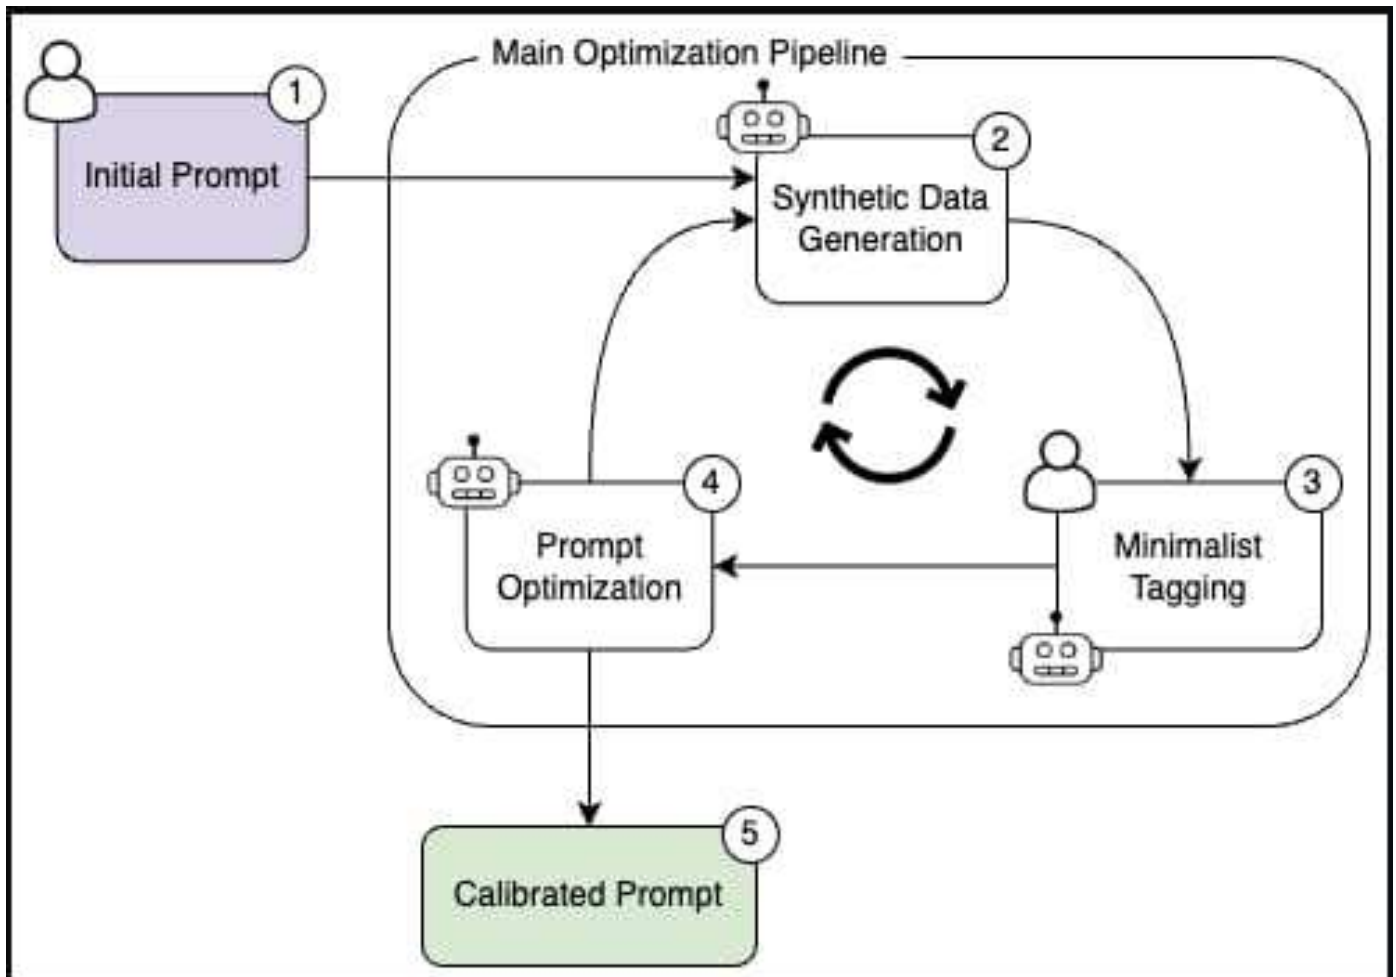 Main Optimization Pipeline
1
Initial Prompt
2
Synthetic Data
Generation
3
Minimalist
Tagging
4
Prompt
Optimization
5
Calibrated Prompt